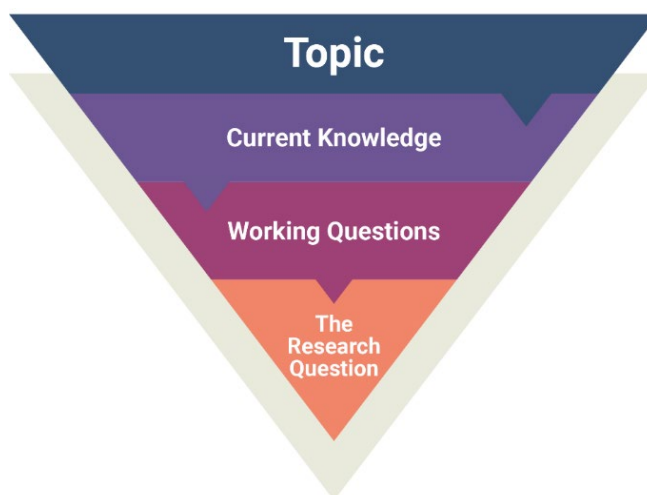 Topic
Current Knowledge
Working Questions
The
Research
Question